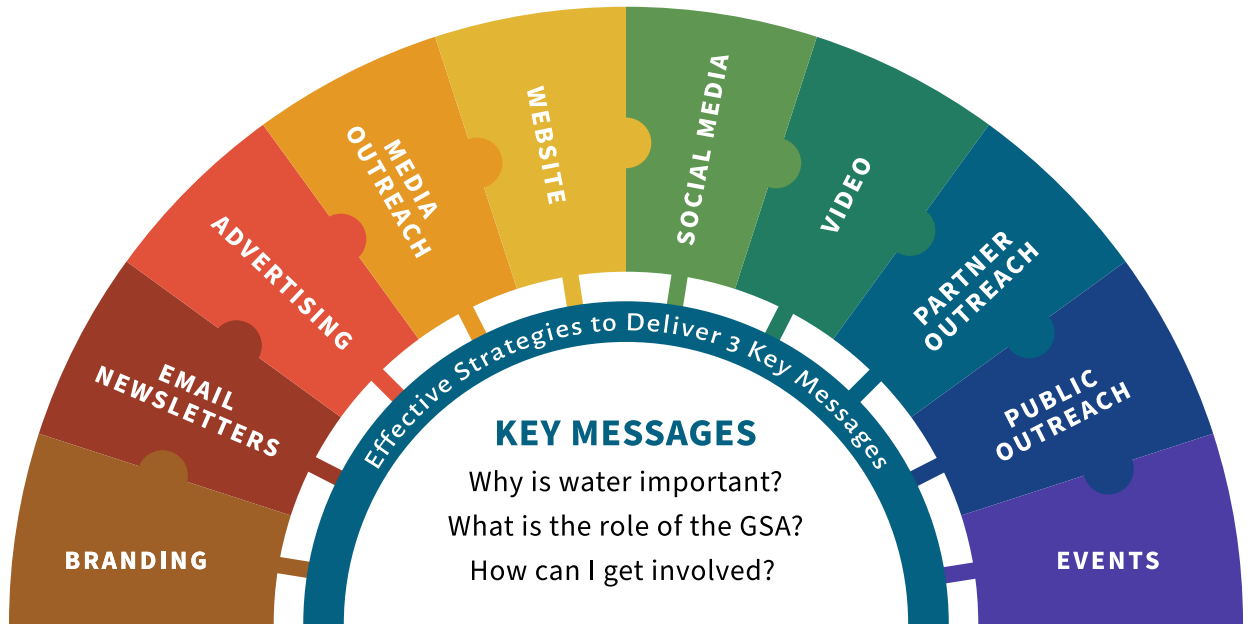 BRANDING
EMAIL
NEWSLETTERS
ADVERTISING
MEDIA
OUTREACH
WEBSITE
SOCIAL MEDIA
VIDEO
PARTNER
OUTREACH
PUBLIC
OUTREACH
EVENTS
Effective Strategies to Deliver 3 Key Messages
KEY MESSAGES
Why is water important?
What is the role of the GSA?
How can I get involved?